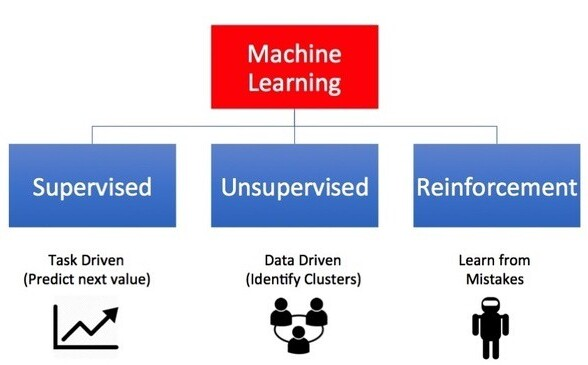 Machine
Learning
Supervised
Unsupervised
Reinforcement
Task Driven
(Predict next value)
Data Driven
(Identify Clusters)
Learn from
Mistakes